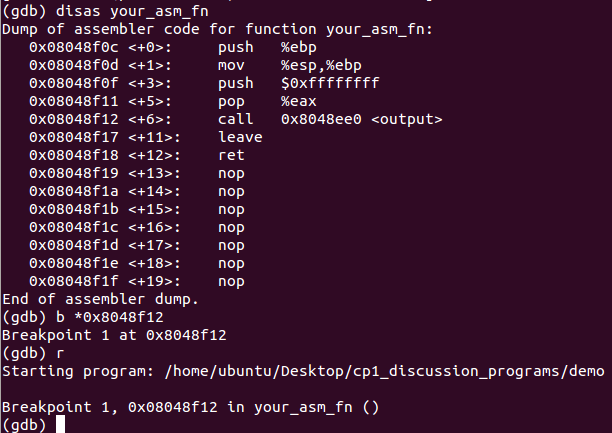 (gdb) disas your_asm_fn
Dump of assembler code for function your_asm_fn:
   0x08048f0c <+0>:     push   %ebp
   0x08048f0d <+1>:     mov    %esp,%ebp
   0x08048f0f <+3>:     push   $0xffffffff
   0x08048f11 <+5>:     pop    %eax
   0x08048f12 <+6>:     call   0x8048ee0 <output>
   0x08048f17 <+11>:    leave
   0x08048f18 <+12>:    ret
   0x08048f19 <+13>:    nop
   0x08048f1a <+14>:    nop
   0x08048f1b <+15>:    nop
   0x08048f1c <+16>:    nop
   0x08048f1d <+17>:    nop
   0x08048f1e <+18>:    nop
   0x08048f1f <+19>:    nop
End of assembler dump.
(gdb) b *0x8048f12
Breakpoint 1 at 0x8048f12
(gdb) r
Starting program: /home/ubuntu/Desktop/cp1_discussion_programs/demo

Breakpoint 1, 0x08048f12 in your_asm_fn ()
(gdb)